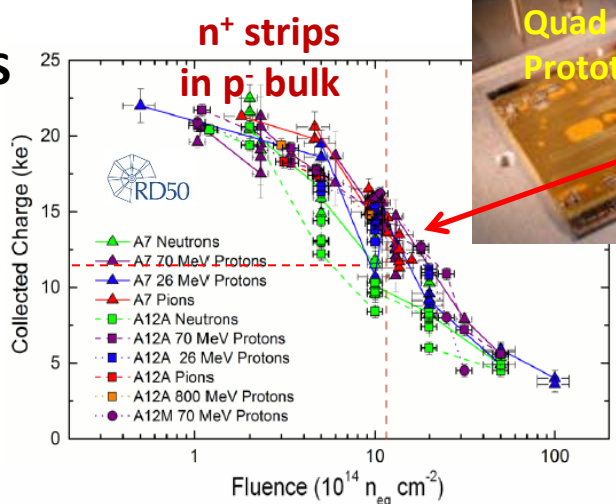 n⁺ strips
in p⁻ bulk
S
Quad
RD50
Collected Charge (ke⁻)
25
20
15
10
5
0
A7 Neutrons
A7 70 MeV Protons
A7 26 MeV Protons
A7 Pions
A12A Neutrons
A12A 70 MeV Protons
A12A 26 MeV Protons
A12A Pions
A12A 800 MeV Protons
A12M 70 MeV Protons
1
10
100
Fluence (10¹⁴ nₑq cm⁻²)